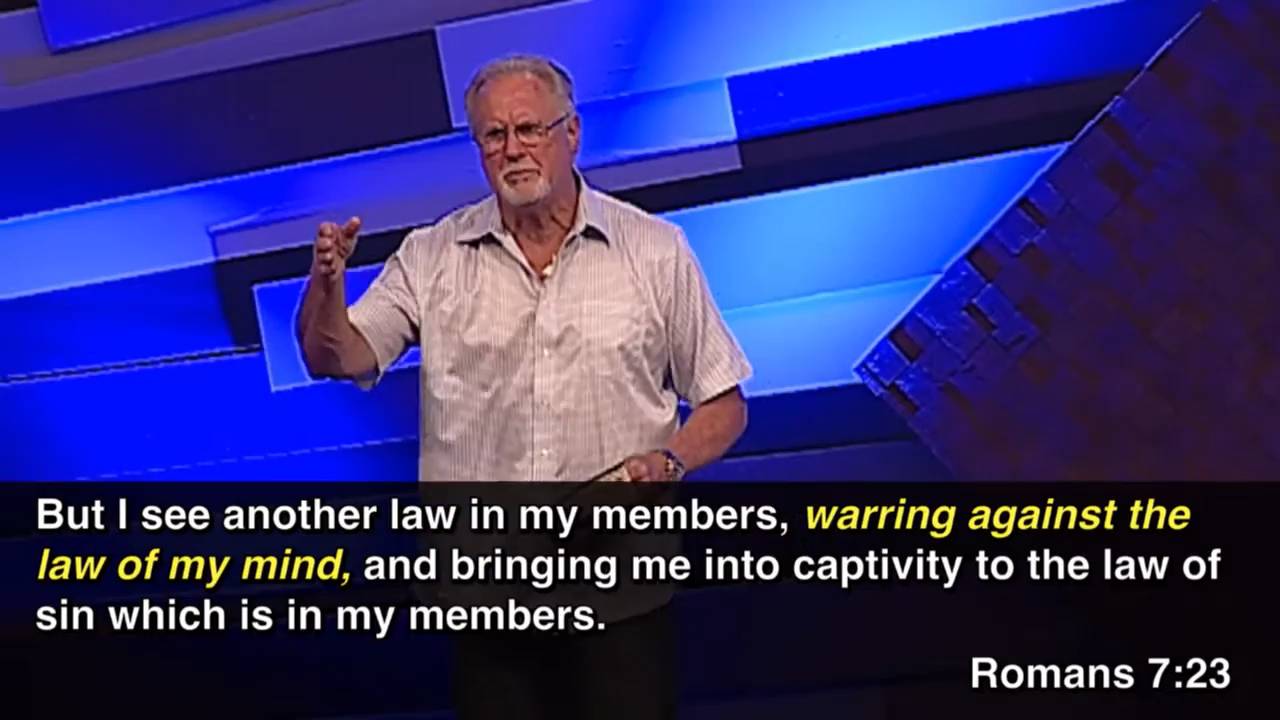 But I see another law in my members, warring against the
law of my mind, and bringing me into captivity to the law of
sin which is in my members.
Romans 7:23